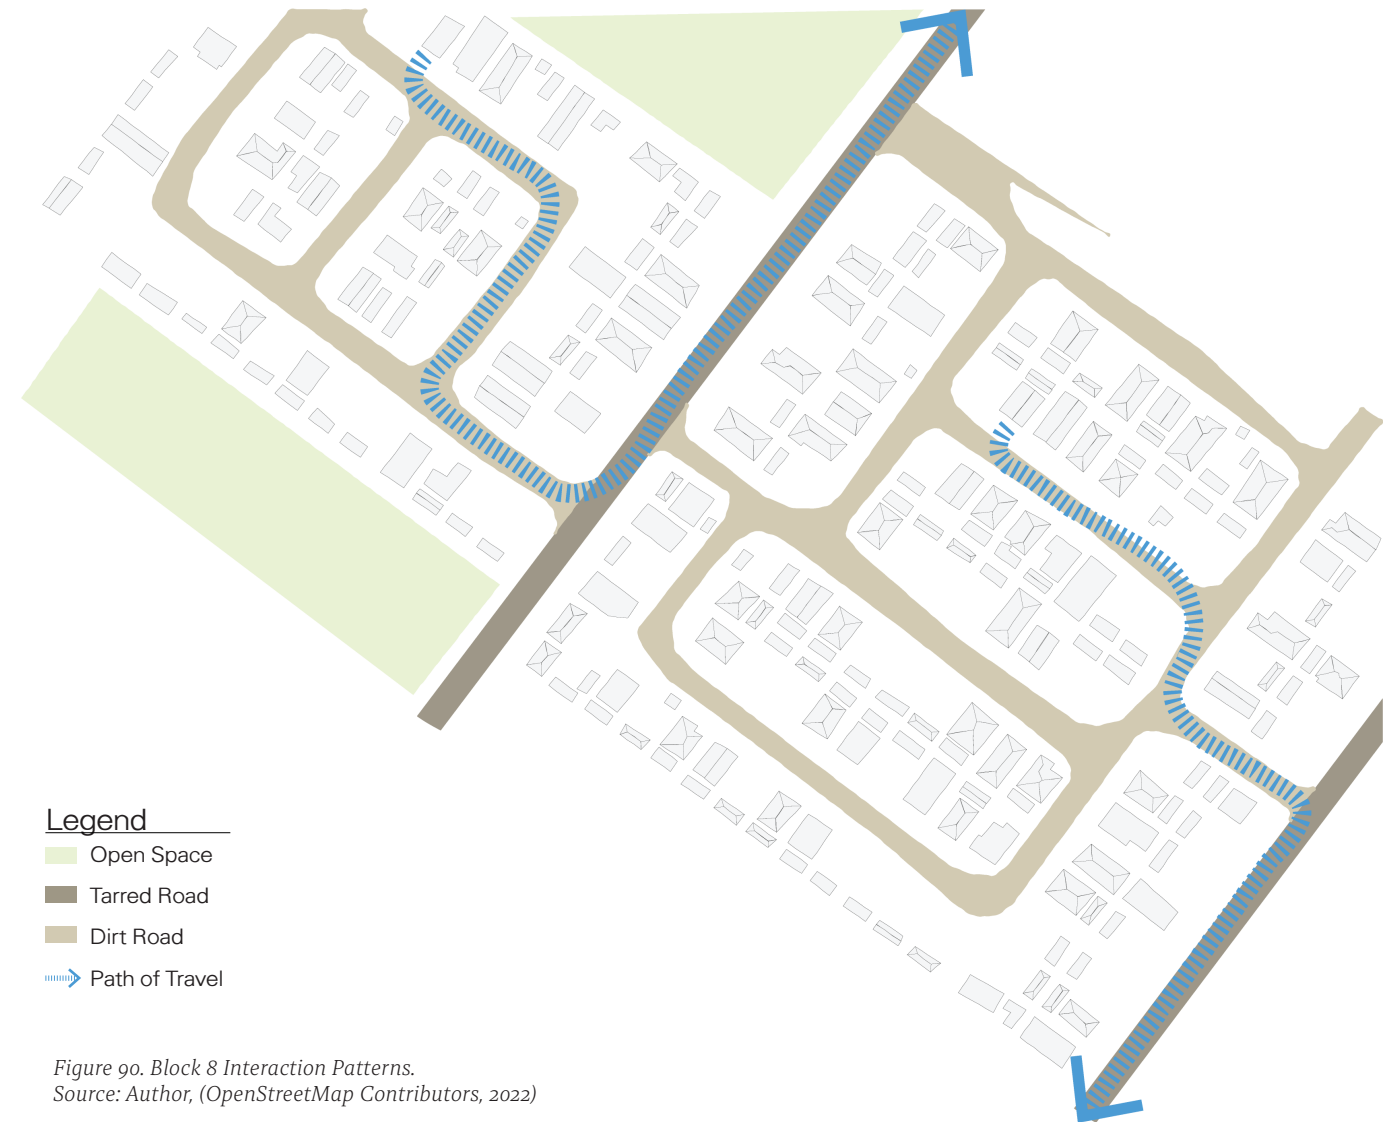 Legend
Open Space
Tarred Road
Dirt Road
Path of Travel
Figure 90. Block 8 Interaction Patterns.
Source: Author, (OpenStreetMap Contributors, 2022)